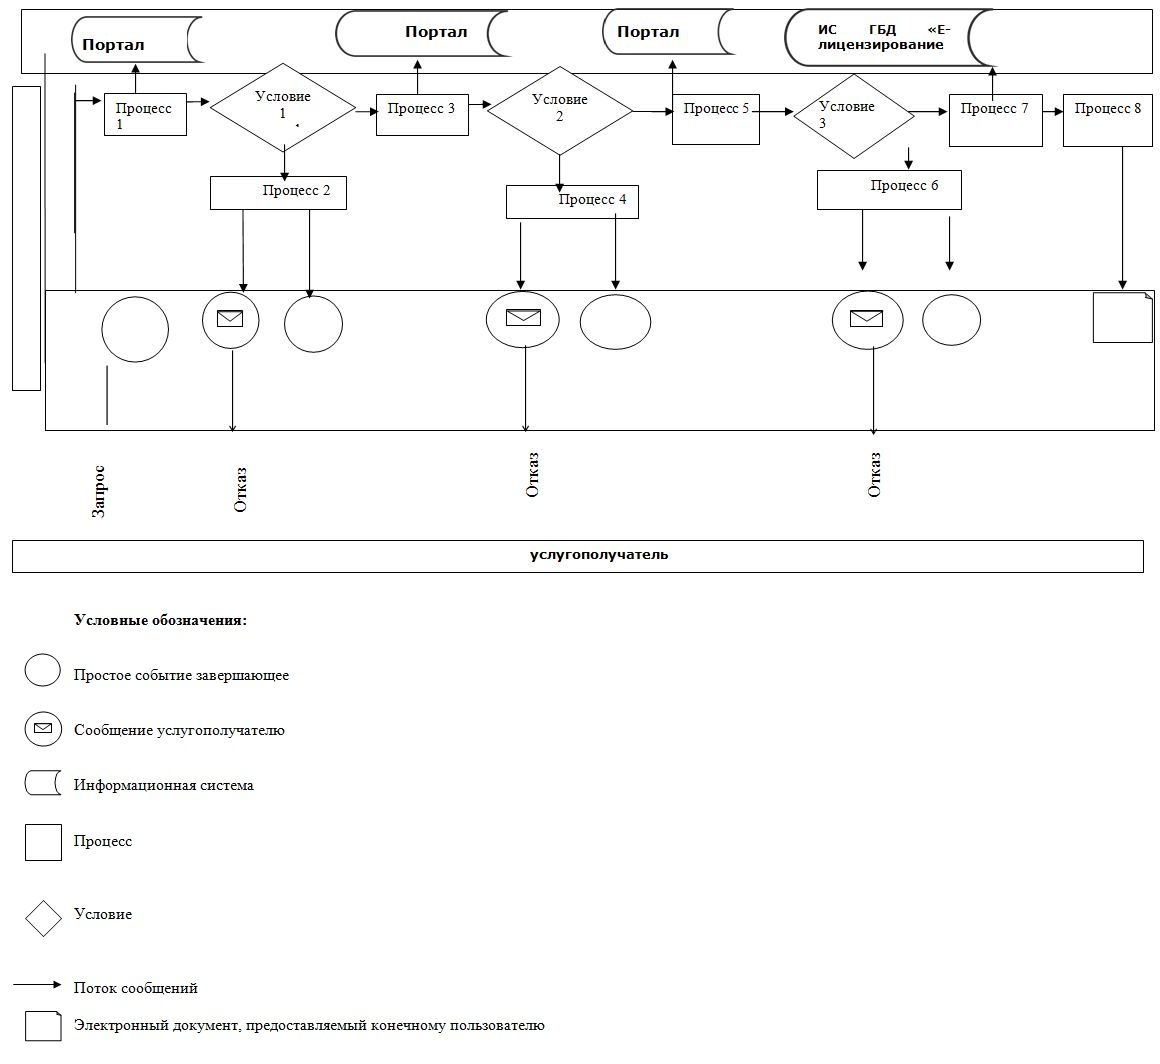 Портал
Портал
Портал
ИС ГБД «Е-
лицензирование
Процесс
1
Условие
1
Процесс 3
Условие
2
Процесс 5
Условие
3
Процесс 7
Процесс 8
Процесс 2
Процесс 4
Процесс 6
Запрос
Отказ
Отказ
Отказ
услугополучатель
Условные обозначения:
Простое событие завершающее
Сообщение услугополучателю
Информационная система
Процесс
Условие
Поток сообщений
Электронный документ, предоставляемый конечному пользователю